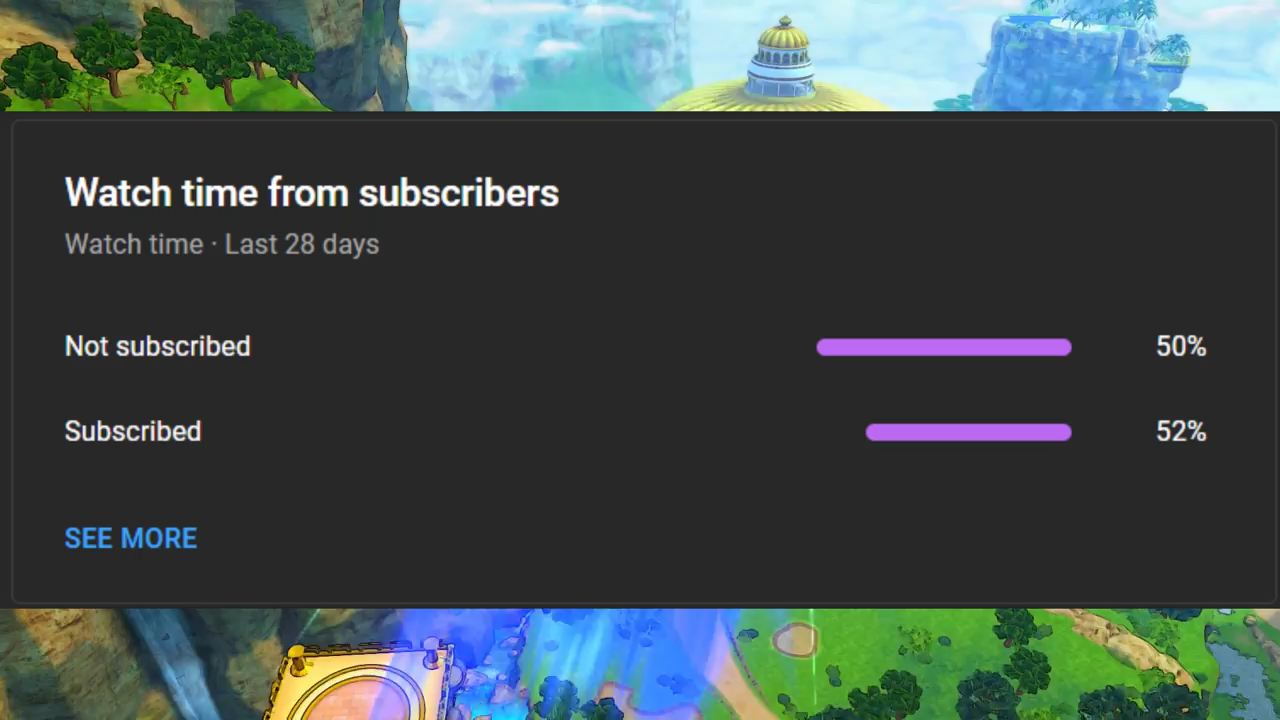 Watch time from subscribers
Watch time · Last 28 days
Not subscribed 50%
Subscribed 52%
SEE MORE